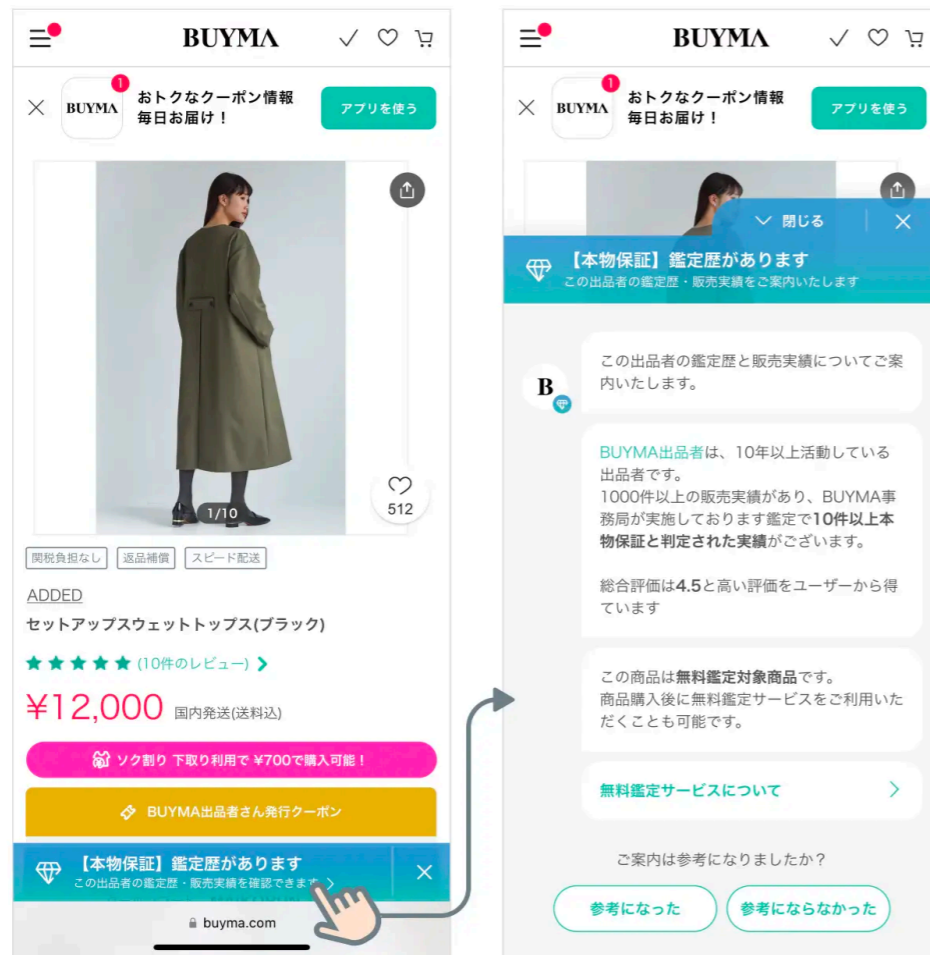 BUYMA
1
BUYMA
おトクなクーポン情報
毎日お届け！
アプリを使う
1/10
512
関税負担なし
返品補償
スピード配送
ADDED
セットアップスウェットトップス(ブラック)
(10件のレビュー)
¥12,000 国内発送(送料込)
ソク割り 下取り利用で ¥700で購入可能！
BUYMA出品者さん発行クーポン
【本物保証】鑑定歴があります
この出品者の鑑定歴・販売実績を確認できます
buyma.com
BUYMA
1
BUYMA
おトクなクーポン情報
毎日お届け！
アプリを使う
閉じる
【本物保証】鑑定歴があります
この出品者の鑑定歴・販売実績をご案内いたします
B
この出品者の鑑定歴と販売実績についてご案
内いたします。
BUYMA出品者は、10年以上活動している
出品者です。
1000件以上の販売実績があり、BUYMA事
務局が実施しております鑑定で10件以上本
物保証と判定された実績がございます。
総合評価は4.5と高い評価をユーザーから得
ています
この商品は無料鑑定対象商品です。
商品購入後に無料鑑定サービスをご利用いた
だくことも可能です。
無料鑑定サービスについて
ご案内は参考になりましたか？
参考になった
参考にならなかった